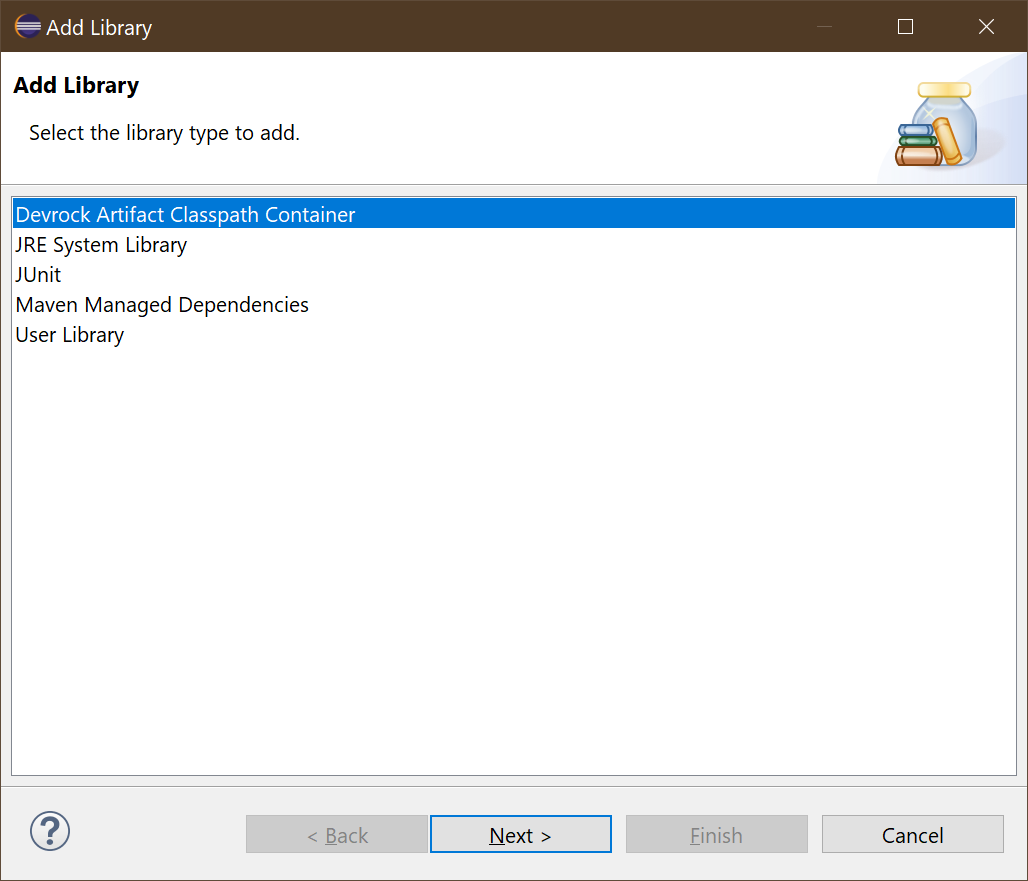 Add Library
Add Library
Select the library type to add.
Devrock Artifact Classpath Container
JRE System Library
JUnit
Maven Managed Dependencies
User Library
?
< Back
Next >
Finish
Cancel